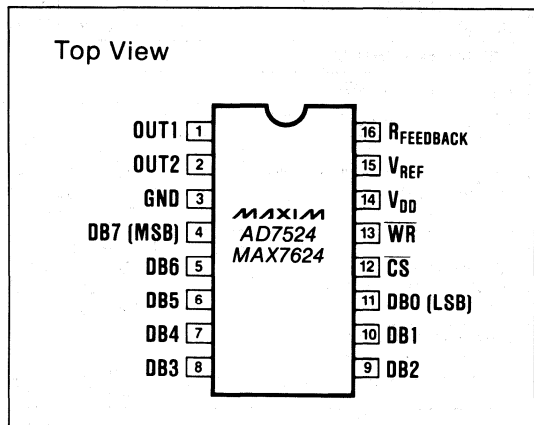 Top View
OUT1 1
OUT2 2
GND 3
DB7 (MSB) 4
DB6 5
DB5 6
DB4 7
DB3 8
MAXIM
AD7524
MAX7624
16 RFEEDBACK
15 VREF
14 VDD
13 WR
12 CS
11 DB0 (LSB)
10 DB1
9 DB2